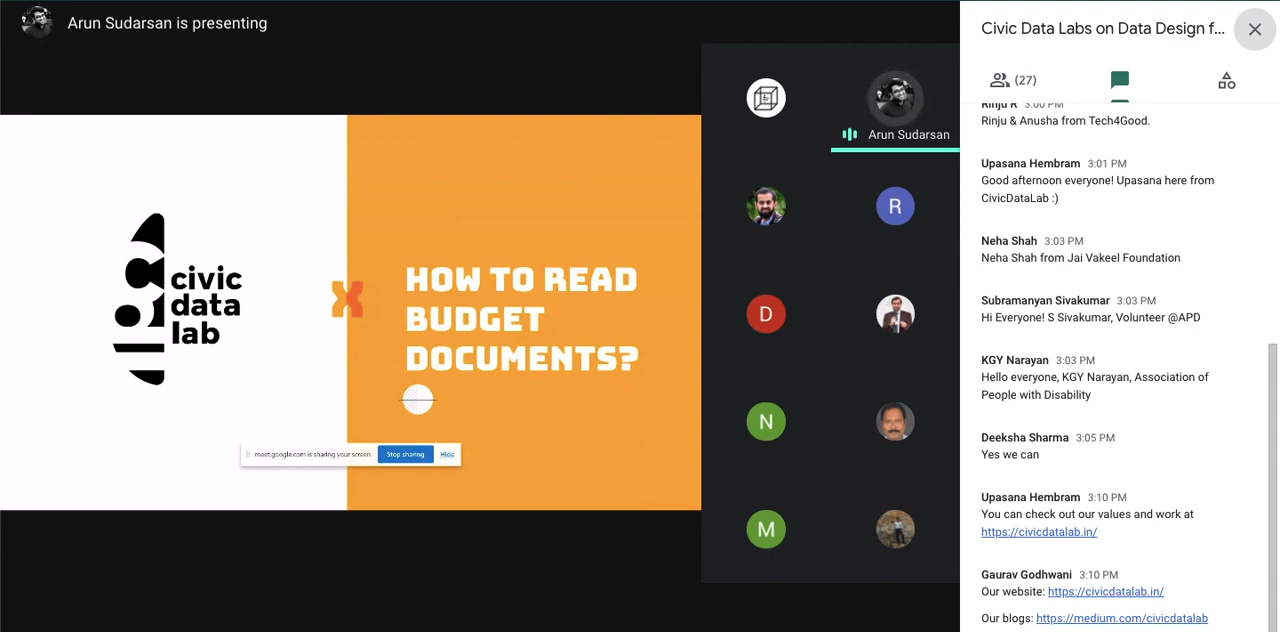 Arun Sudarsan is presenting
civic
data
lab
HOW TO READ
BUDGET
DOCUMENTS?
meet.google.com is sharing your screen.
Stop sharing
Hide
Arun Sudarsan
R
D
N
M
Civic Data Labs on Data Design f...
(27)
Rinju R 3:00 PM
Rinju & Anusha from Tech4Good.
Upasana Hembram 3:01 PM
Good afternoon everyone! Upasana here from
CivicDataLab :)
Neha Shah 3:03 PM
Neha Shah from Jai Vakeel Foundation
Subramanyan Sivakumar 3:03 PM
Hi Everyone! S Sivakumar, Volunteer @APD
KGY Narayan 3:03 PM
Hello everyone, KGY Narayan, Association of
People with Disability
Deeksha Sharma 3:05 PM
Yes we can
Upasana Hembram 3:10 PM
You can check out our values and work at
https://civicdatalab.in/
Gaurav Godhwani 3:10 PM
Our website: https://civicdatalab.in/
Our blogs: https://medium.com/civicdatalab